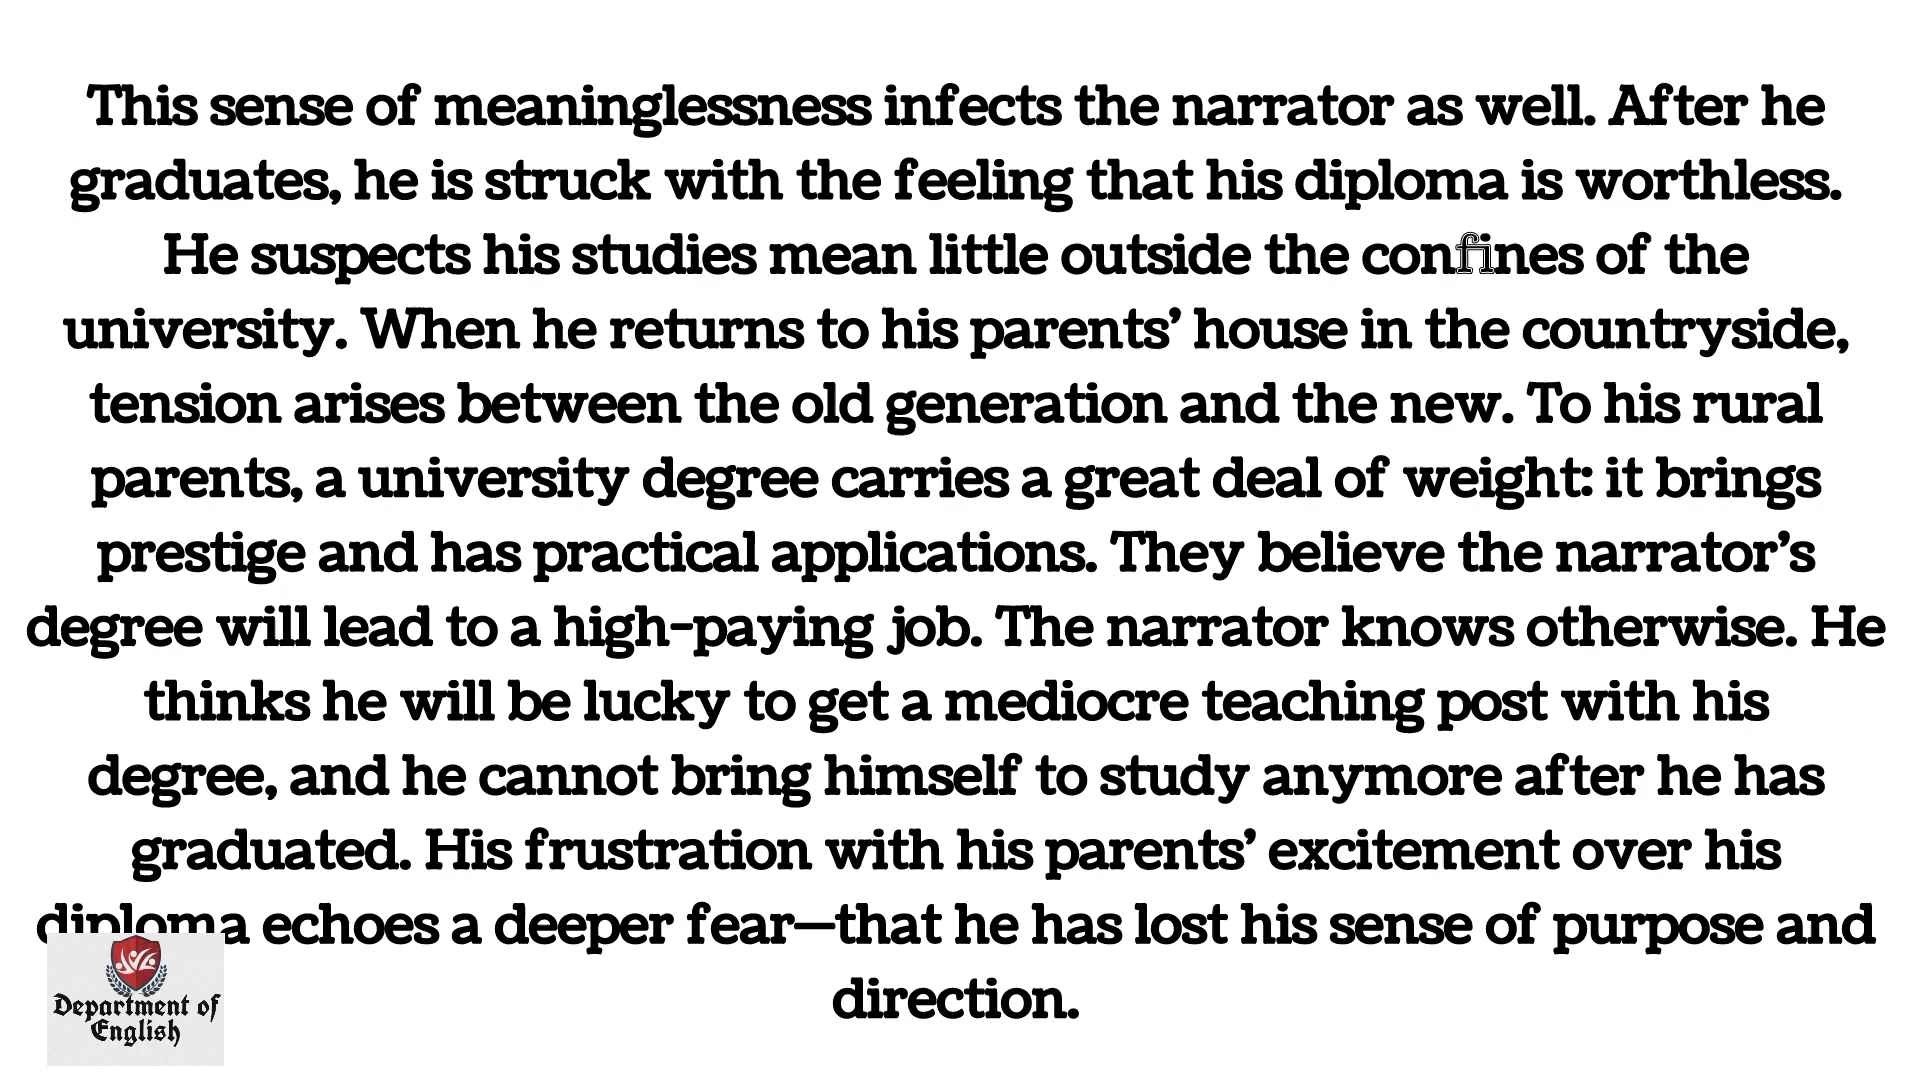 This sense of meaninglessness infects the narrator as well. After he
graduates, he is struck with the feeling that his diploma is worthless.
He suspects his studies mean little outside the confines of the
university. When he returns to his parents’ house in the countryside,
tension arises between the old generation and the new. To his rural
parents, a university degree carries a great deal of weight: it brings
prestige and has practical applications. They believe the narrator’s
degree will lead to a high-paying job. The narrator knows otherwise. He
thinks he will be lucky to get a mediocre teaching post with his
degree, and he cannot bring himself to study anymore after he has
graduated. His frustration with his parents’ excitement over his
diploma echoes a deeper fear—that he has lost his sense of purpose and
direction.
Department of
English